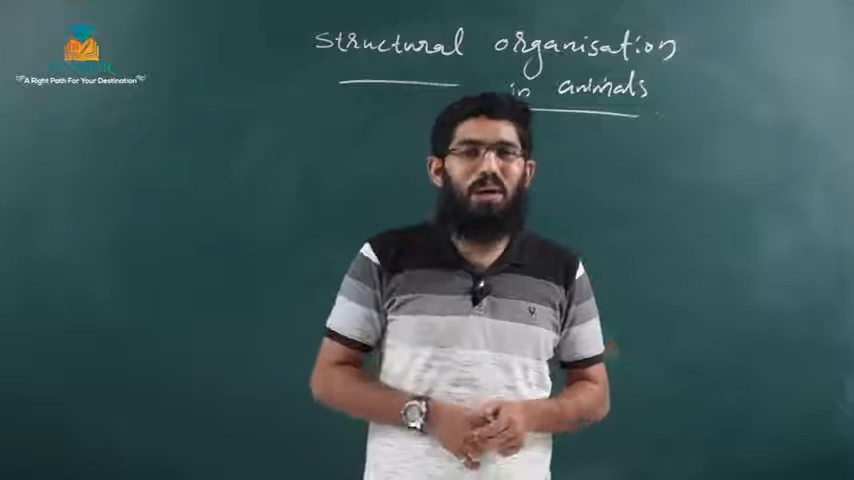 structural organisation
in animals
A Right Path For Your Destination